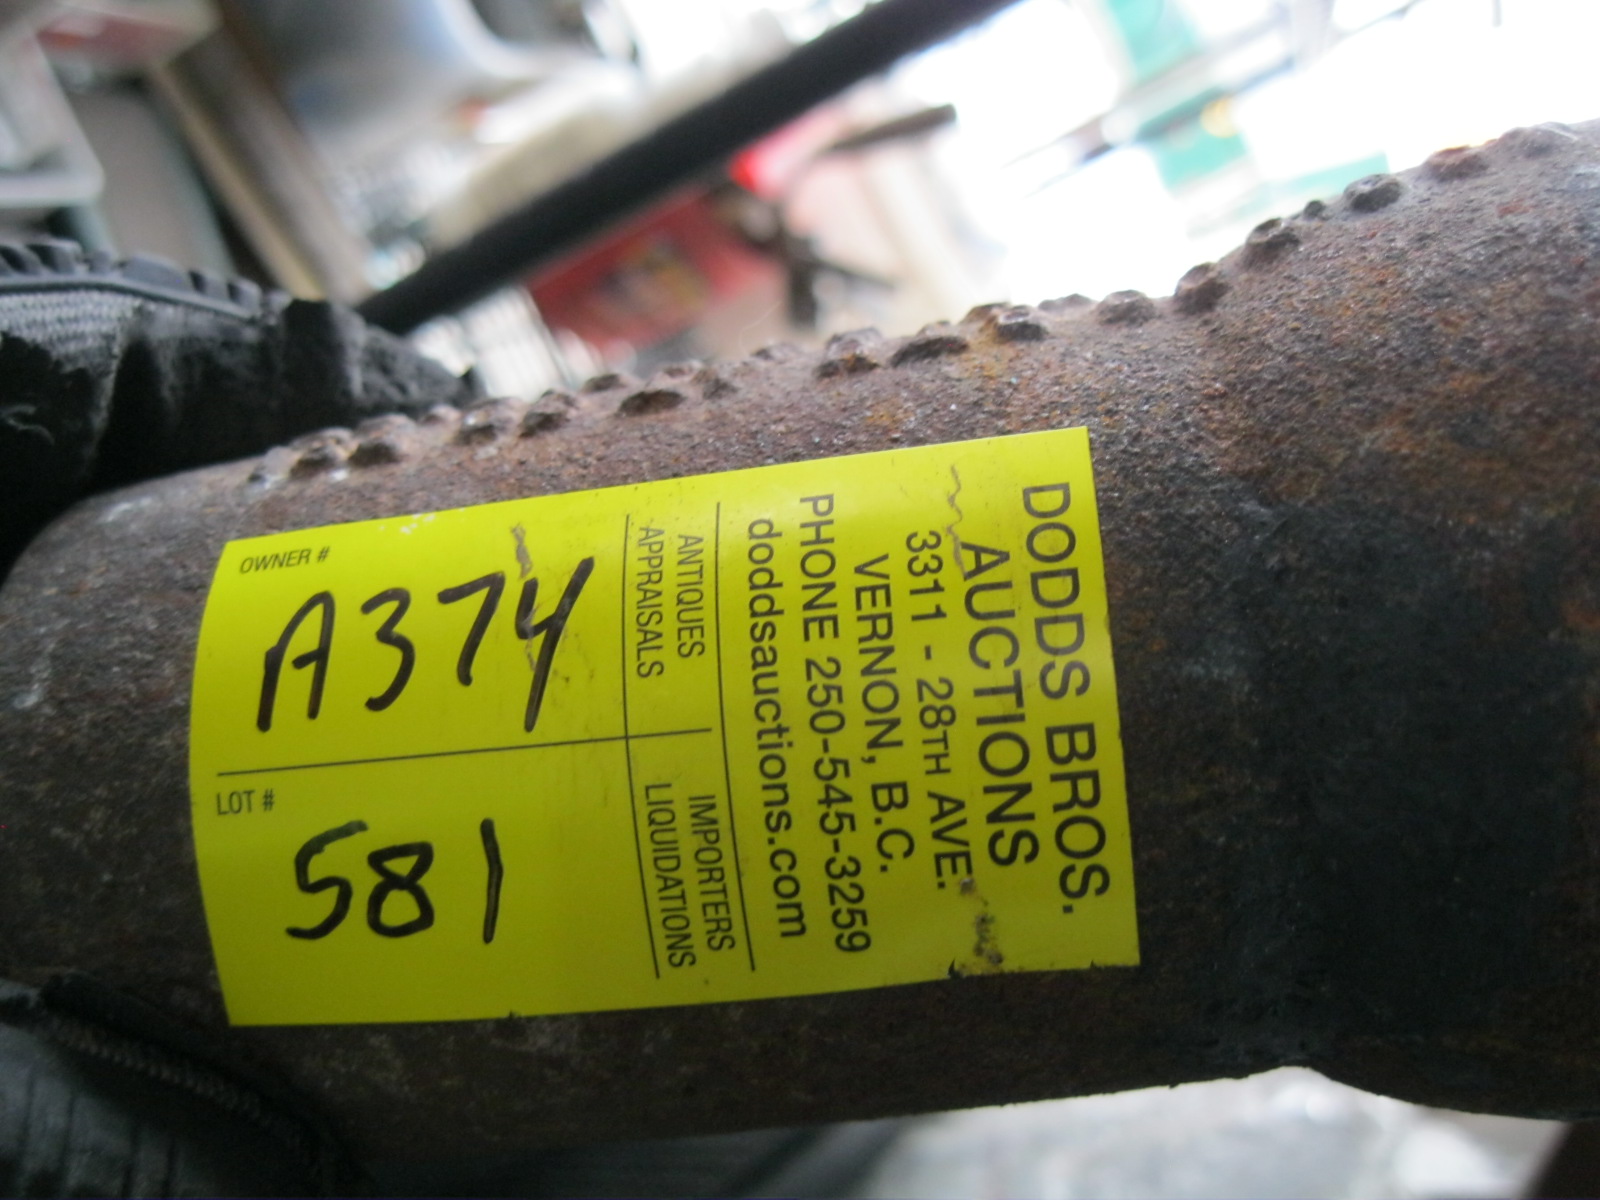 DODDS BROS.
AUCTIONS
3311 - 28TH AVE.
VERNON, B.C.
PHONE 250-545-3259
doddsauctions.com
ANTIQUES
APPRAISALS
IMPORTERS
LIQUIDATIONS
OWNER #
A374
LOT #
581